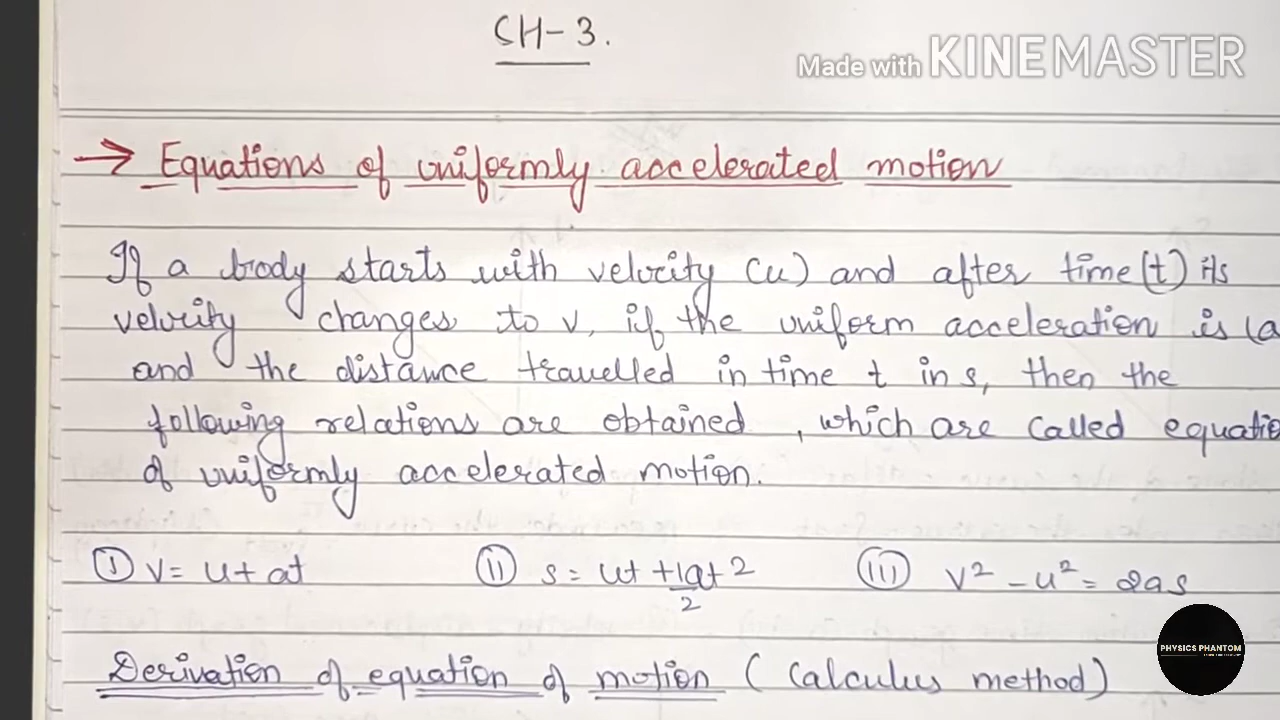 CH-3.
Made with KINEMASTER
→ Equations of uniformly accelerated motion
If a body starts with velocity (u) and after time (t) its
velocity changes to v, if the uniform acceleration is (a
and the distance travelled in time t in s, then the
following relations are obtained, which are called equatio
of uniformly accelerated motion.
(i) v = u + at (ii) s = ut + 1/2 at2 (iii) v² - u² = 2as
PHYSICS PHANTOM
Derivation of equation of motion (Calculus method)